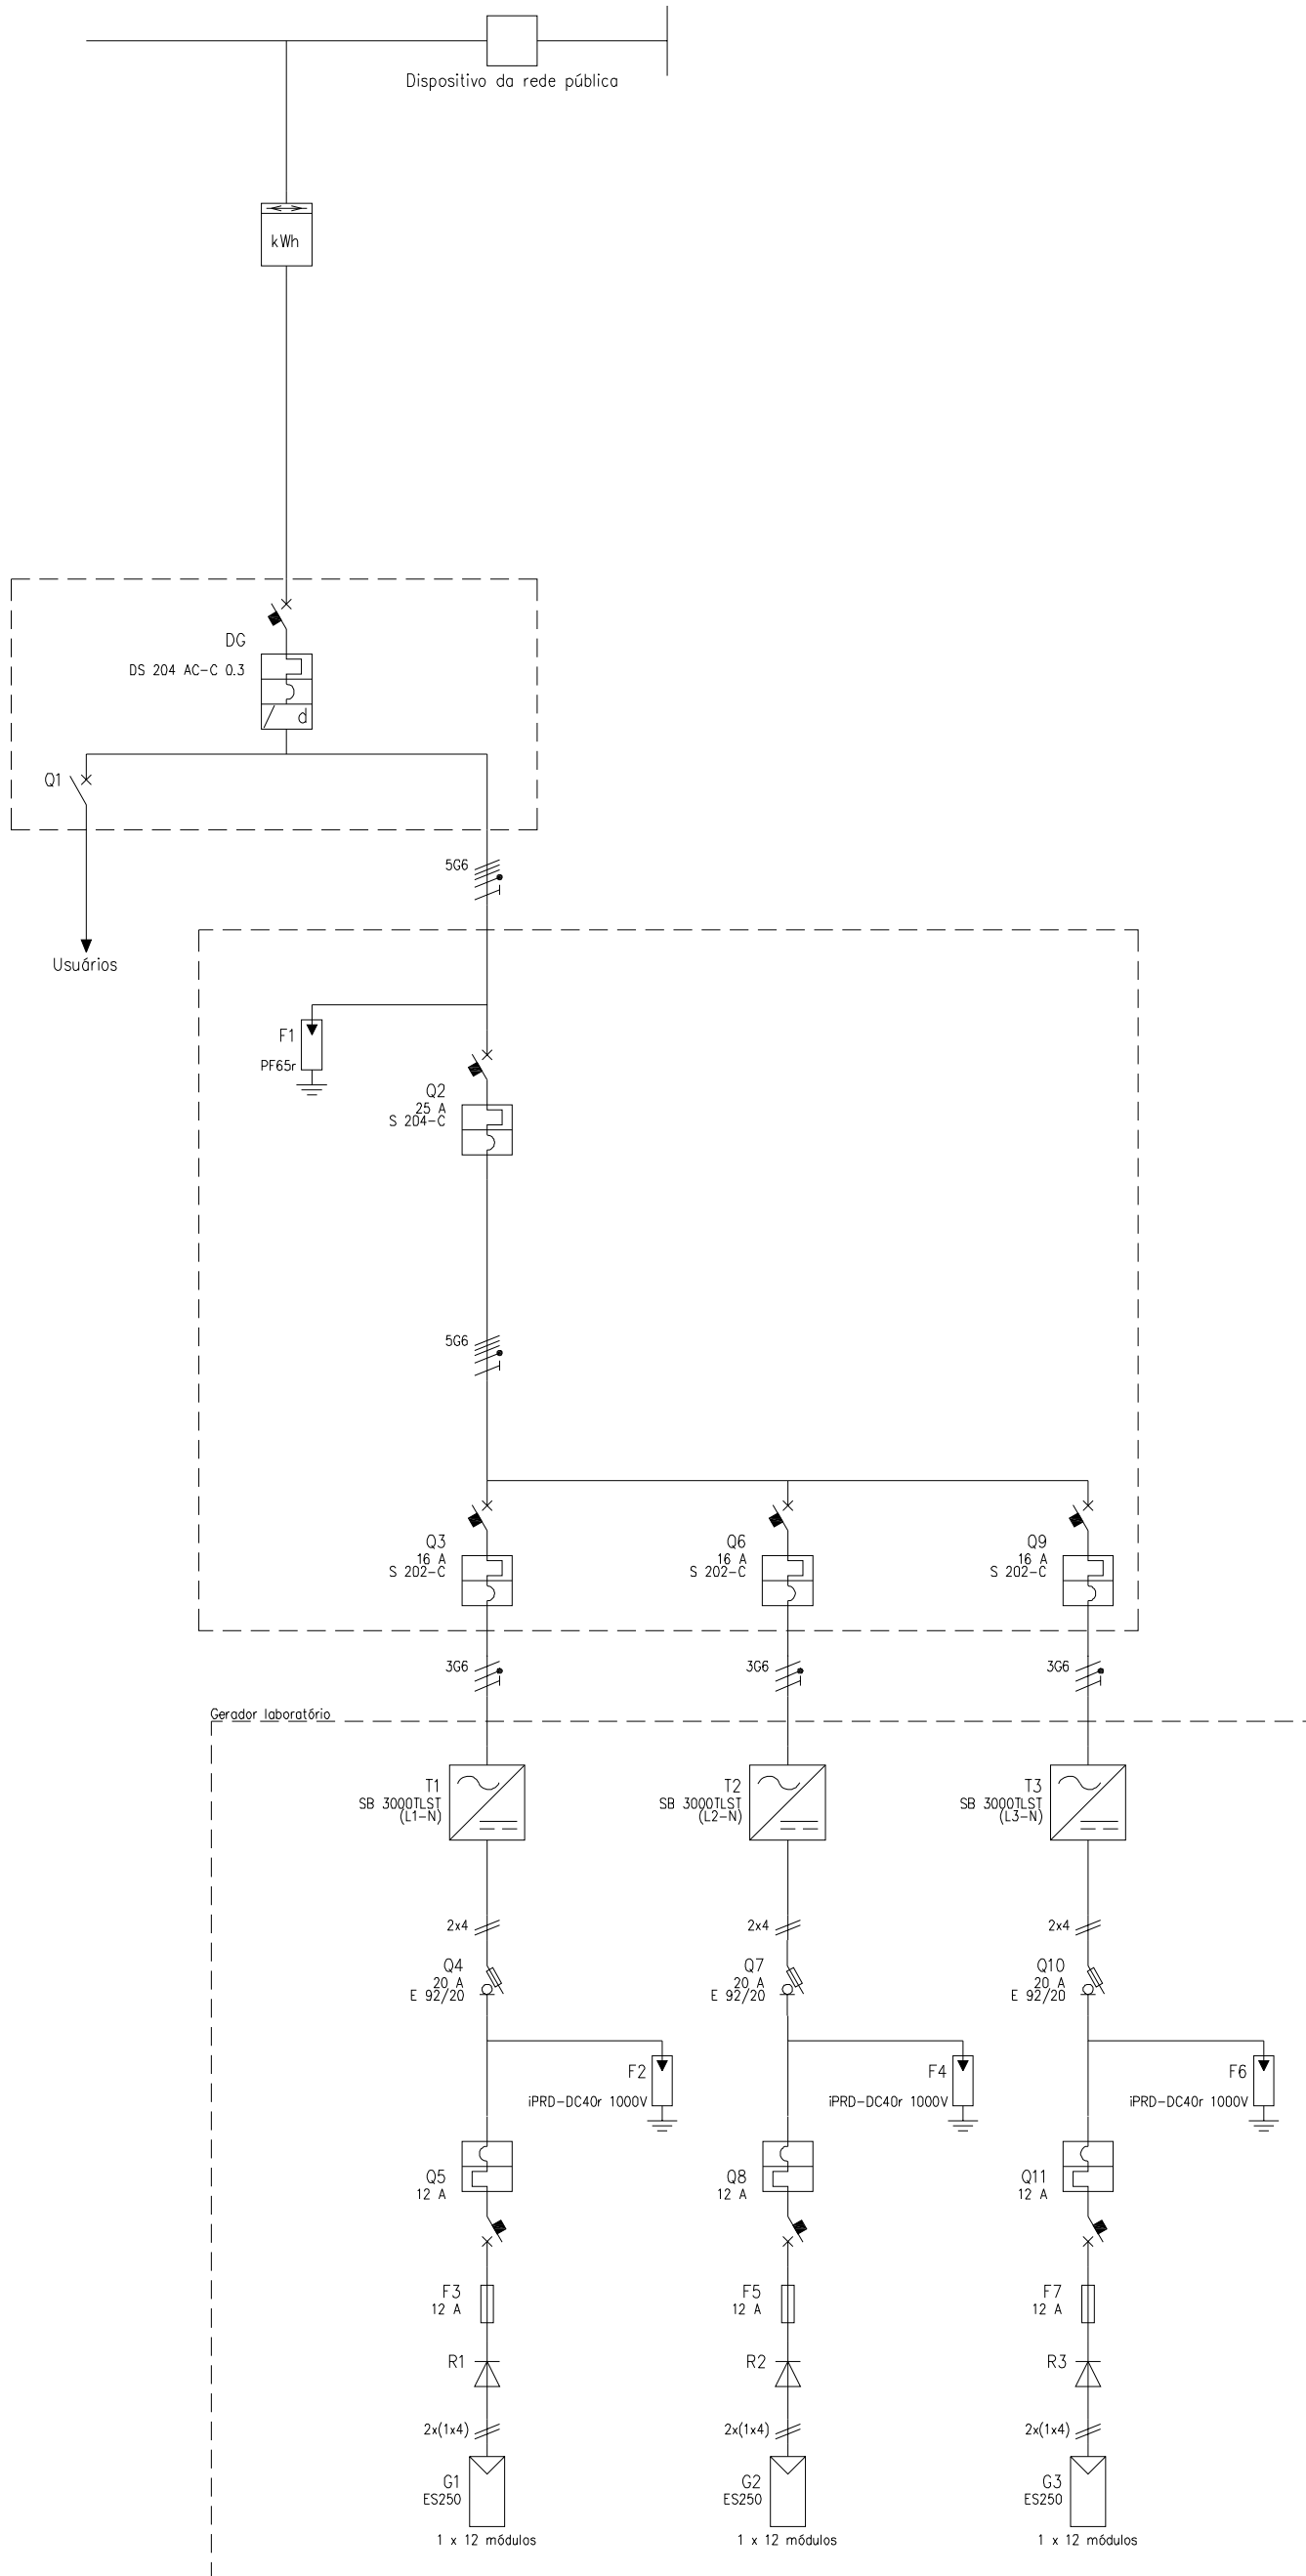 Dispositivo da rede pública
kWh
DG
DS 204 AC-C 0.3
d
Q1
5G6
Usuários
F1
PF65r
Q2
25 A
S 204-C
5G6
Q3
16 A
S 202-C
Q6
16 A
S 202-C
Q9
16 A
S 202-C
3G6
3G6
3G6
Gerador laboratório
T1
SB 3000TLST
(L1-N)
T2
SB 3000TLST
(L2-N)
T3
SB 3000TLST
(L3-N)
2x4
2x4
2x4
Q4
20 A
E 92/20
Q7
20 A
E 92/20
Q10
20 A
E 92/20
F2
iPRD-DC40r 1000V
F4
iPRD-DC40r 1000V
F6
iPRD-DC40r 1000V
Q5
12 A
Q8
12 A
Q11
12 A
F3
12 A
F5
12 A
F7
12 A
R1
R2
R3
2x(1x4)
2x(1x4)
2x(1x4)
G1
ES250
G2
ES250
G3
ES250
1 x 12 módulos
1 x 12 módulos
1 x 12 módulos